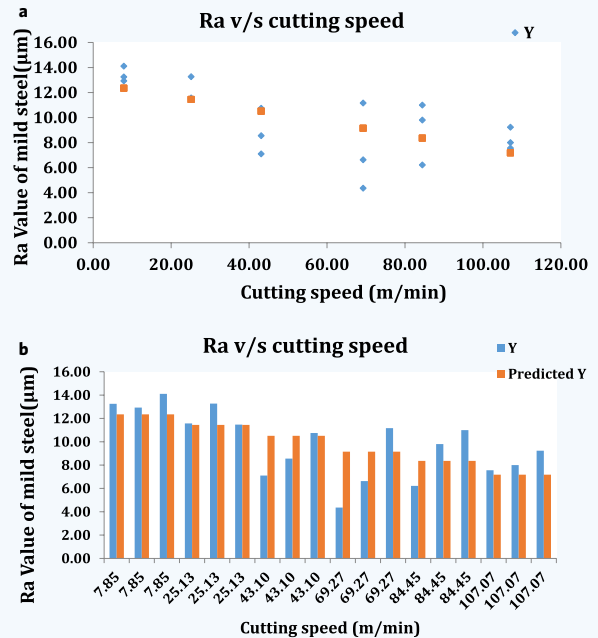 a
Ra v/s cutting speed
Y
Ra Value of mild steel(μm)
16.00
14.00
12.00
10.00
8.00
6.00
4.00
2.00
0.00
0.00 20.00 40.00 60.00 80.00 100.00 120.00
Cutting speed (m/min)
b
Ra v/s cutting speed
Y
Predicted Y
Ra Value of mild steel(μm)
16.00
14.00
12.00
10.00
8.00
6.00
4.00
2.00
0.00
7.85 7.85 7.85 25.13 25.13 25.13 43.10 43.10 43.10 69.27 69.27 69.27 84.45 84.45 84.45 107.07 107.07 107.07
Cutting speed (m/min)